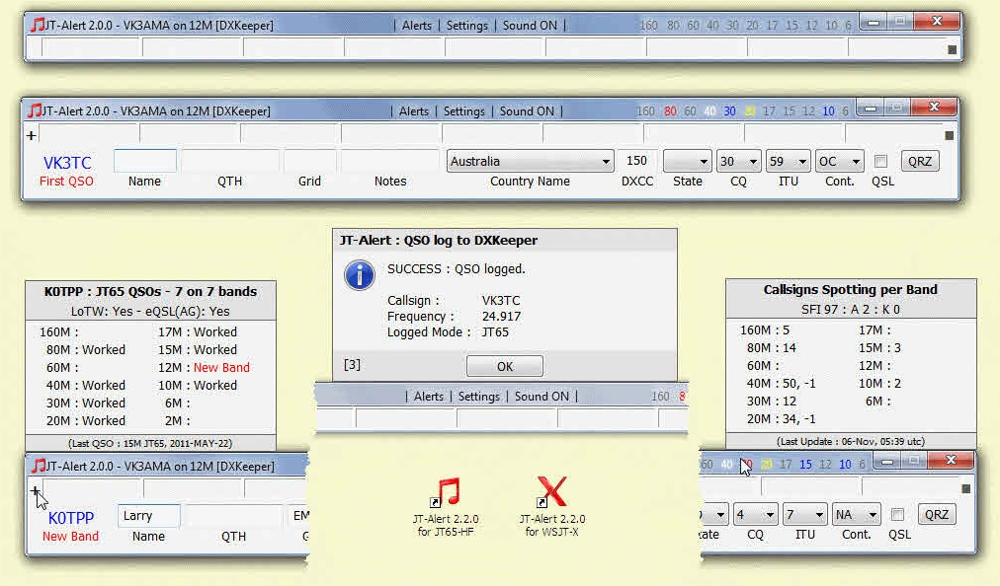 JT-Alert 2.0.0 - VK3AMA on 12M [DXKeeper] | Alerts | Settings | Sound ON | 160 80 60 40 30 20 17 15 12 10 6
JT-Alert 2.0.0 - VK3AMA on 12M [DXKeeper] | Alerts | Settings | Sound ON | 160 80 60 40 30 20 17 15 12 10 6
+
VK3TC Australia 150 30 59 OC QRZ
First QSO Name QTH Grid Notes Country Name DXCC State CQ ITU Cont. QSL
JT-Alert : QSO log to DXKeeper
SUCCESS : QSO logged.
Callsign : VK3TC
Frequency : 24.917
Logged Mode : JT65
[3] OK
| Alerts | Settings | Sound ON | 160 8
K0TPP : JT65 QSOs - 7 on 7 bands
LoTW: Yes - eQSL(AG): Yes
160M : 17M : Worked
80M : Worked 15M : Worked
60M : 12M : New Band
40M : Worked 10M : Worked
30M : Worked 6M :
20M : Worked 2M :
(Last QSO : 15M JT65, 2011-MAY-22)
JT-Alert 2.0.0 - VK3AMA on 12M [DXKeeper]
+
K0TPP Larry EM
New Band Name QTH G
JT-Alert 2.2.0
for JT65-HF
JT-Alert 2.2.0
for WSJT-X
Callsigns Spotting per Band
SFI 97 : A 2 : K 0
160M : 5 17M :
80M : 14 15M : 3
60M : 12M :
40M : 50, -1 10M : 2
30M : 12 6M :
20M : 34, -1
(Last Update : 06-Nov, 05:39 utc)
60 40 30 20 17 15 12 10 6
4 7 NA QRZ
ate CQ ITU Cont. QSL